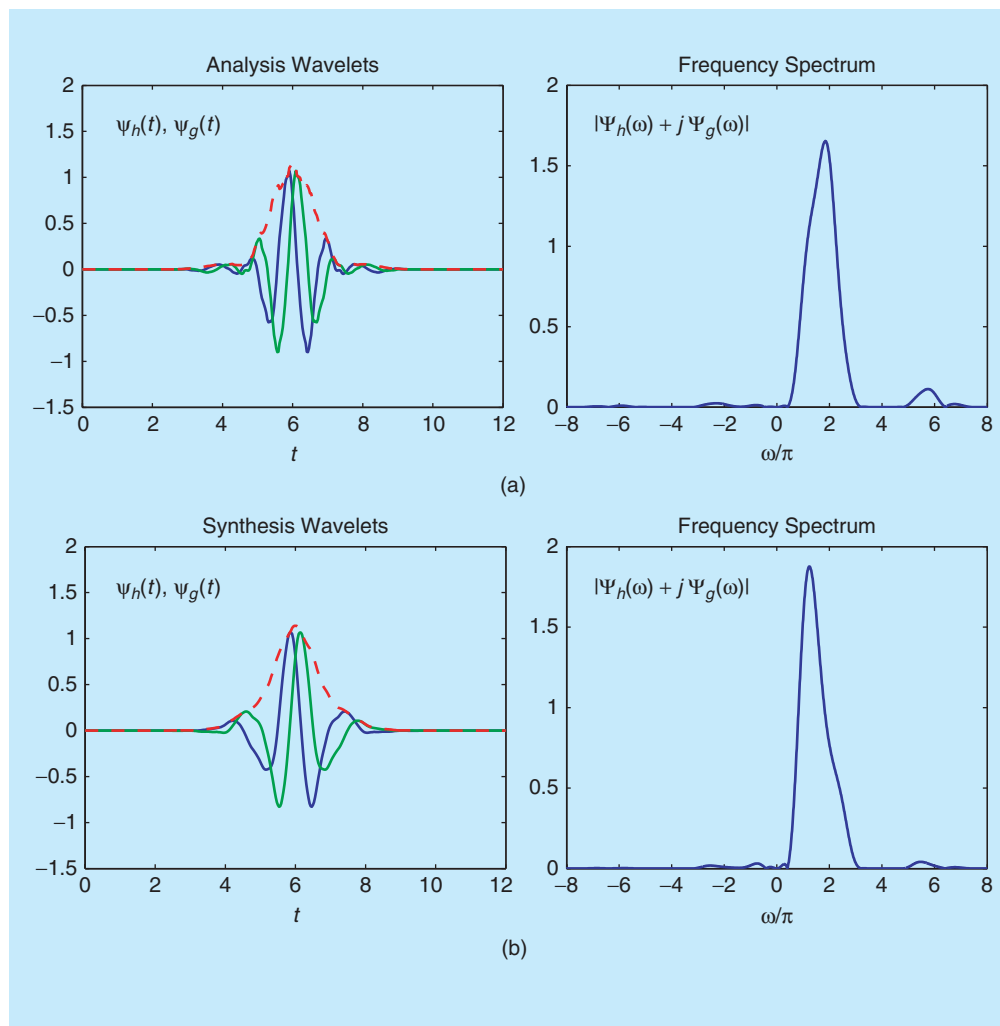 Analysis Wavelets
2
1.5
1
0.5
0
−0.5
−1
−1.5
ψh(t), ψg(t)
0 2 4 6 8 10 12
t
Frequency Spectrum
2
1.5
1
0.5
0
|Ψh(ω) + j Ψg(ω)|
−8 −6 −4 −2 0 2 4 6 8
ω/π
(a)
Synthesis Wavelets
2
1.5
1
0.5
0
−0.5
−1
−1.5
ψh(t), ψg(t)
0 2 4 6 8 10 12
t
Frequency Spectrum
2
1.5
1
0.5
0
|Ψh(ω) + j Ψg(ω)|
−8 −6 −4 −2 0 2 4 6 8
ω/π
(b)